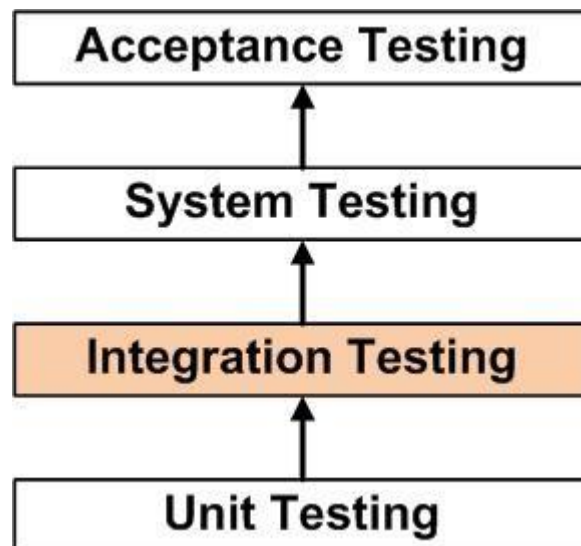 Acceptance Testing
System Testing
Integration Testing
Unit Testing